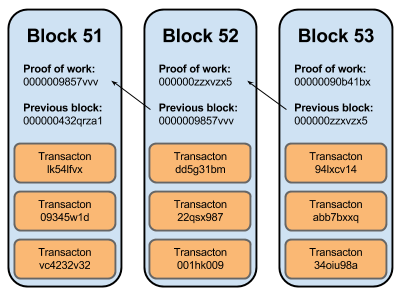 Block 51
Proof of work:
0000009857vvv
Previous block:
000000432qrza1
Transacton
lk54lfvx
Transacton
09345w1d
Transacton
vc4232v32
Block 52
Proof of work:
000000zzxvzx5
Previous block:
0000009857vvv
Transacton
dd5g31bm
Transacton
22qsx987
Transacton
001hk009
Block 53
Proof of work:
00000090b41bx
Previous block:
000000zzxvzx5
Transacton
94lxcv14
Transacton
abb7bxxq
Transacton
34oiu98a